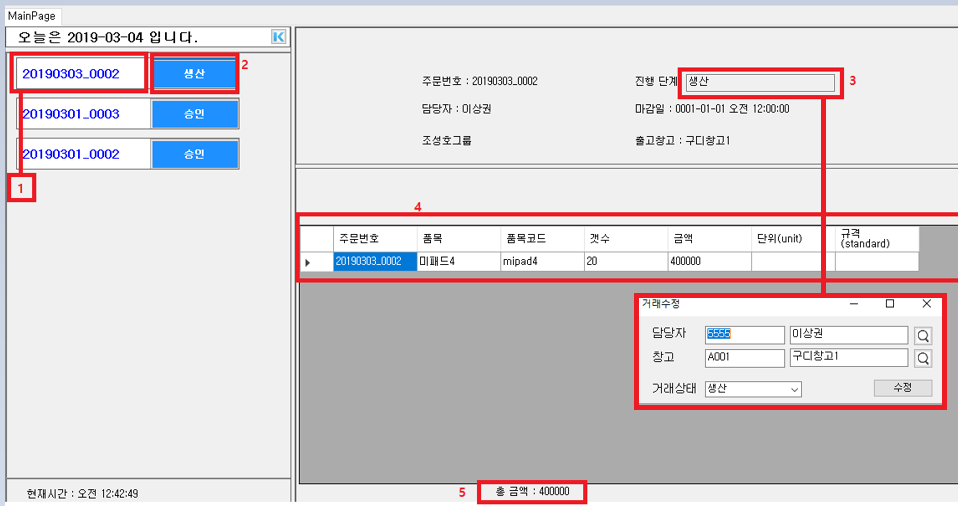 MainPage
오늘은 2019-03-04 입니다.
20190303_0002 생산 2
20190301_0003 승인
20190301_0002 승인
1
주문번호 : 20190303_0002 진행 단계 생산 3
담당자 : 이상권 마감일 : 0001-01-01 오전 12:00:00
조성호그룹 출고창고 : 구디창고1
4
주문번호 품목 품목코드 갯수 금액 단위(unit) 규격 (standard)
20190303_0002 미패드4 mipad4 20 400000
거래수정
담당자 5555 이상권
창고 A001 구디창고1
거래상태 생산 수정
현재시간 : 오전 12:42:49
5 총 금액 : 400000